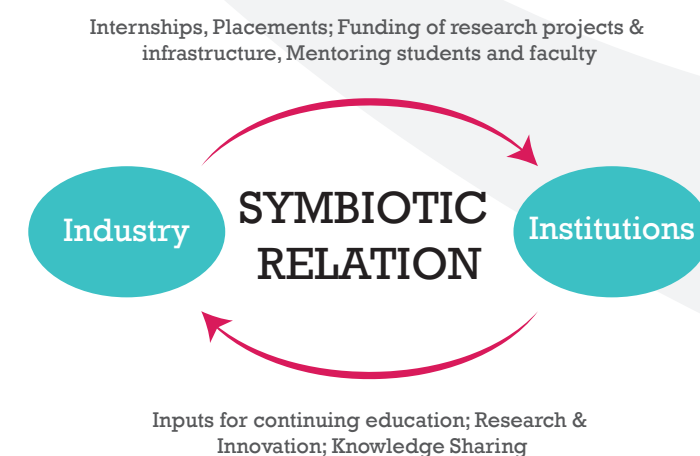 Internships, Placements; Funding of research projects &
infrastructure, Mentoring students and faculty
SYMBIOTIC
Industry
Institutions
RELATION
Inputs for continuing education; Research &
Innovation; Knowledge Sharing